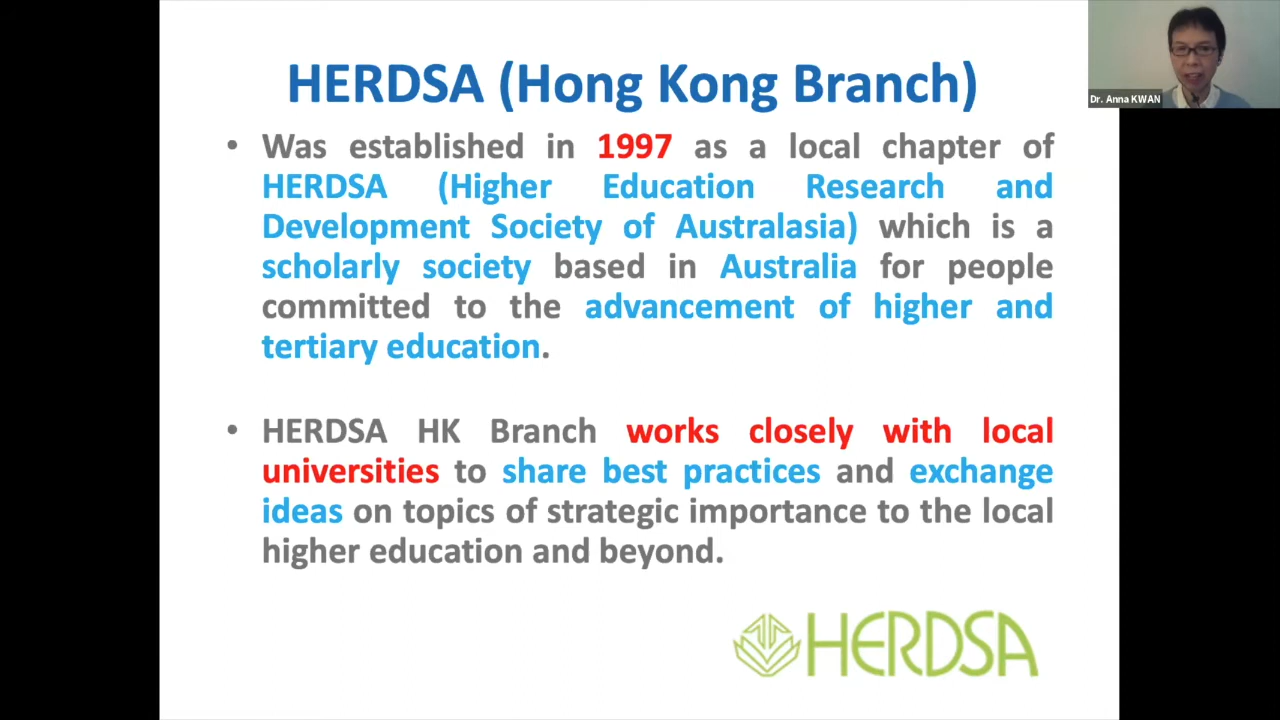 HERDSA (Hong Kong Branch)
• Was established in 1997 as a local chapter of
HERDSA (Higher Education Research and
Development Society of Australasia) which is a
scholarly society based in Australia for people
committed to the advancement of higher and
tertiary education.
• HERDSA HK Branch works closely with local
universities to share best practices and exchange
ideas on topics of strategic importance to the local
higher education and beyond.
HERDSA
Dr. Anna KWAN